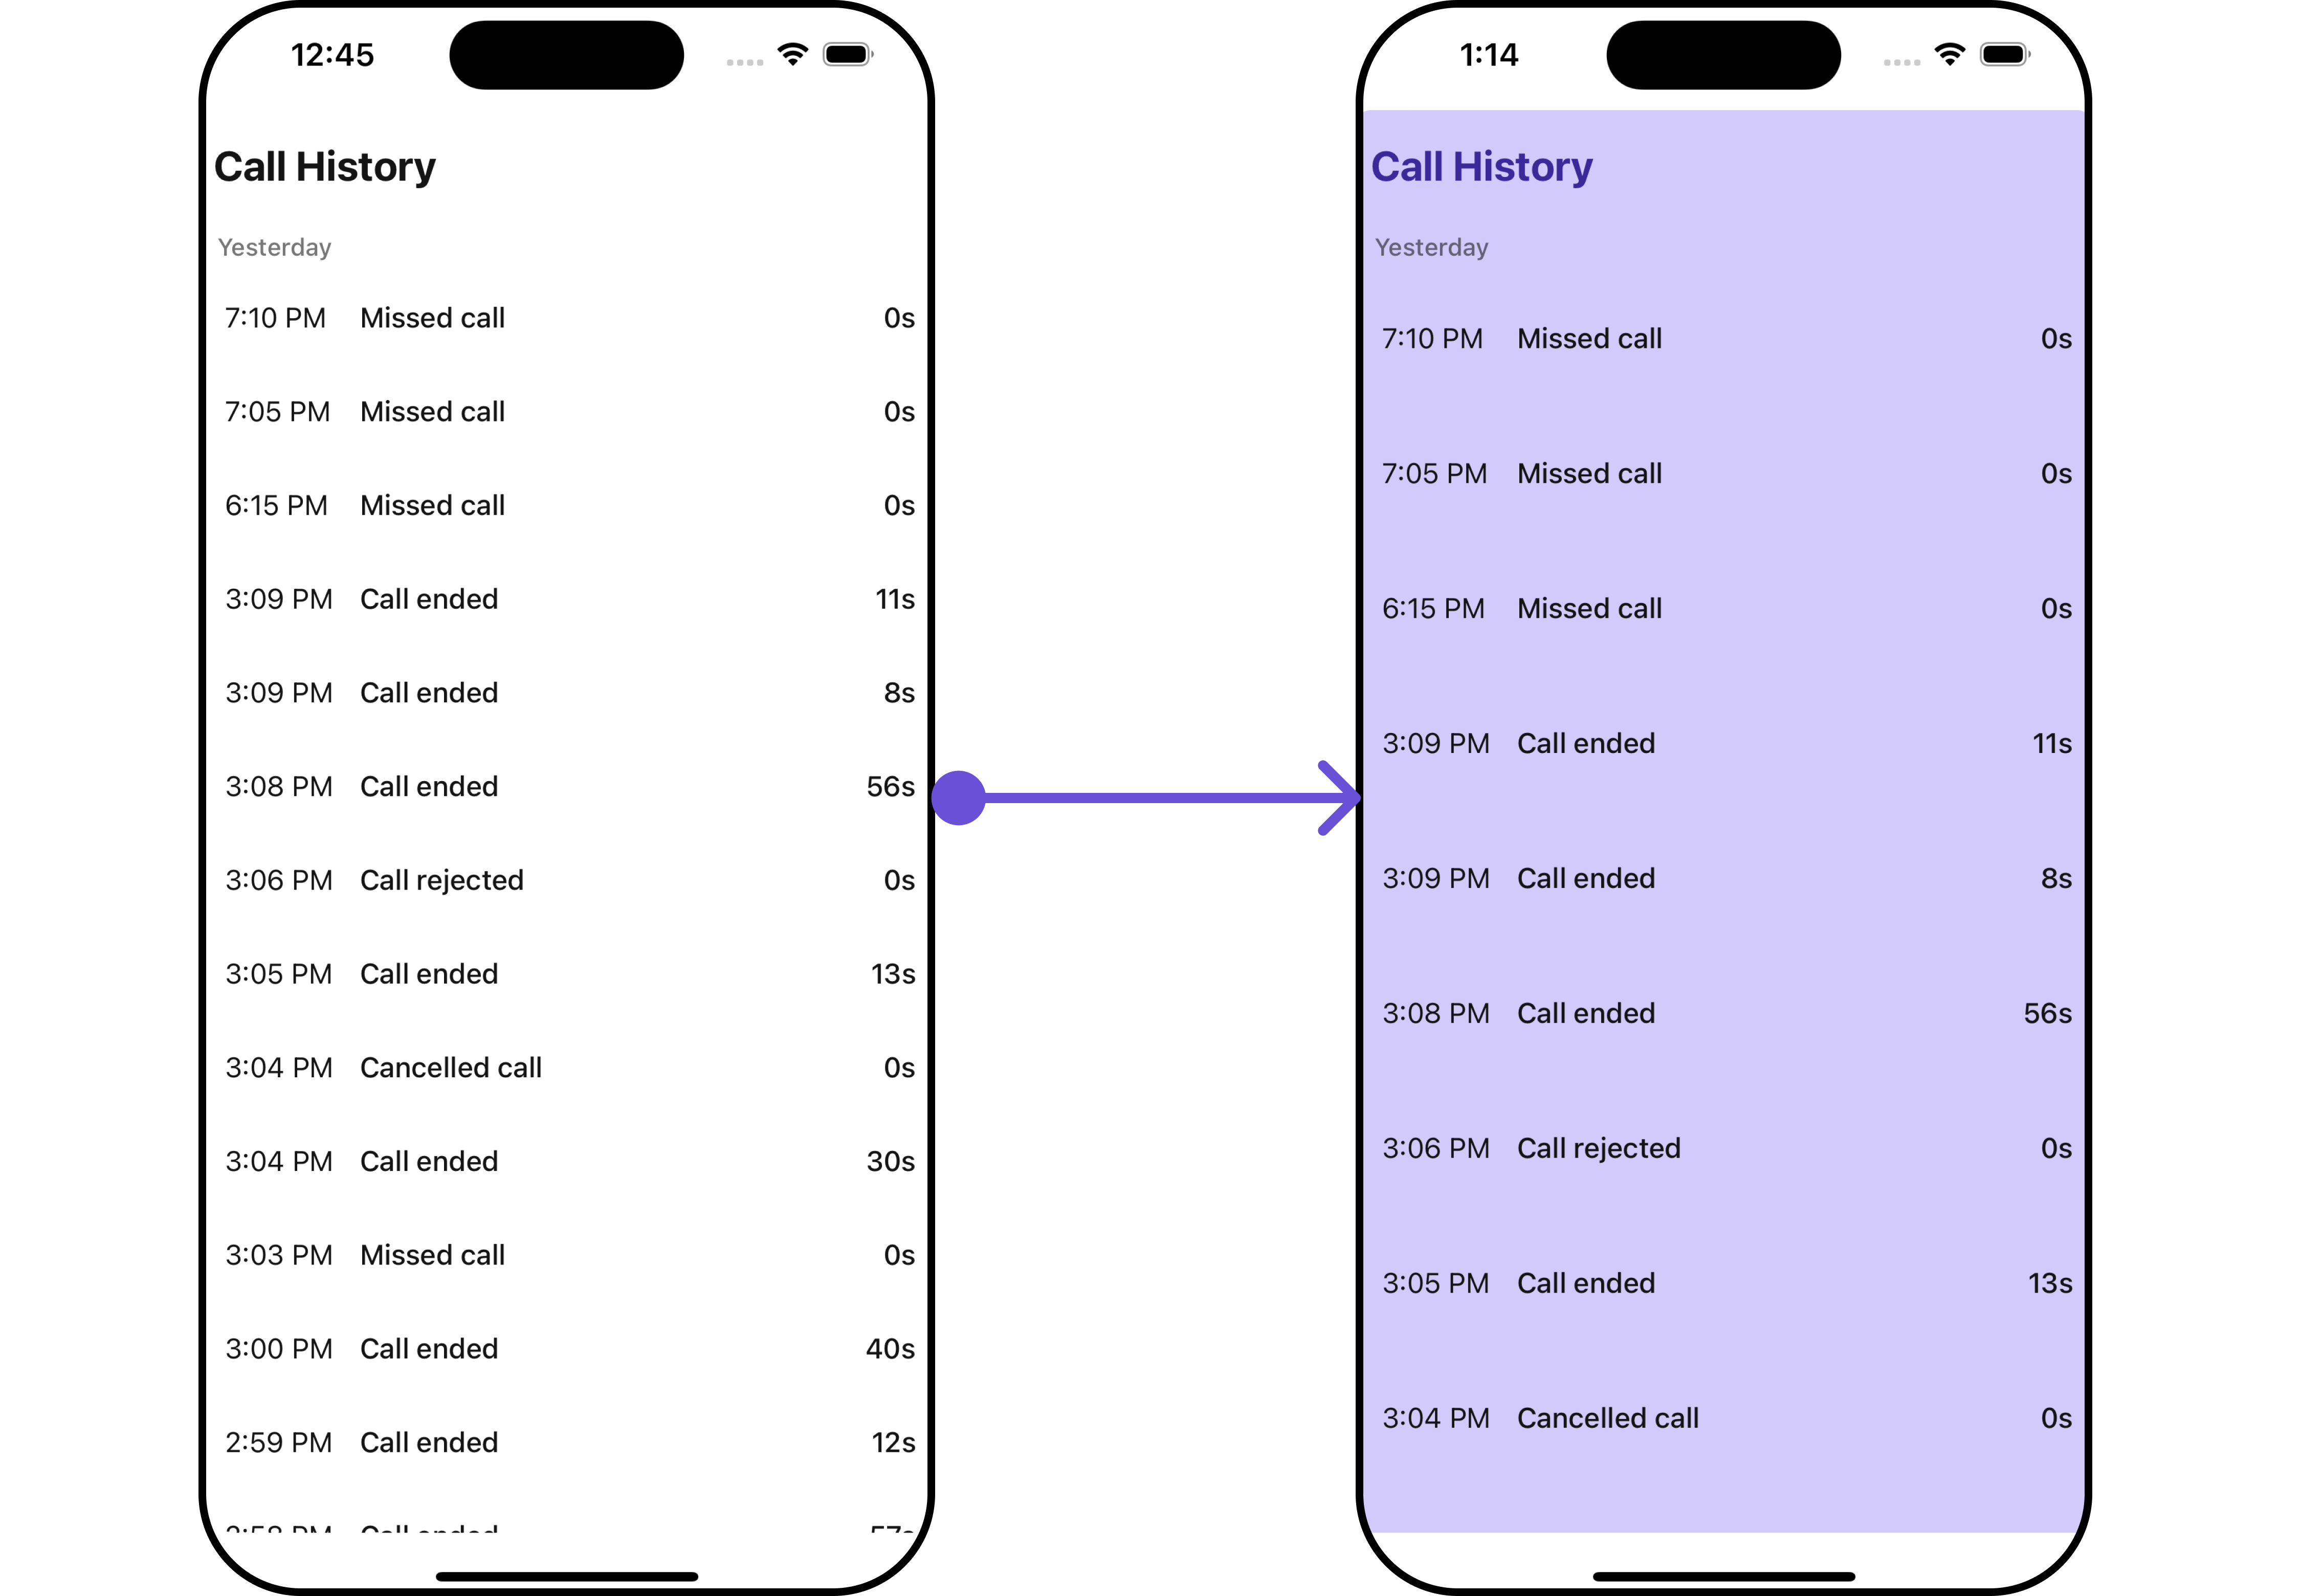 12:45
Call History
Yesterday
7:10 PM Missed call 0s
7:05 PM Missed call 0s
6:15 PM Missed call 0s
3:09 PM Call ended 11s
3:09 PM Call ended 8s
3:08 PM Call ended 56s
3:06 PM Call rejected 0s
3:05 PM Call ended 13s
3:04 PM Cancelled call 0s
3:04 PM Call ended 30s
3:03 PM Missed call 0s
3:00 PM Call ended 40s
2:59 PM Call ended 12s
2:58 PM Call ended 57s
1:14
Call History
Yesterday
7:10 PM Missed call 0s
7:05 PM Missed call 0s
6:15 PM Missed call 0s
3:09 PM Call ended 11s
3:09 PM Call ended 8s
3:08 PM Call ended 56s
3:06 PM Call rejected 0s
3:05 PM Call ended 13s
3:04 PM Cancelled call 0s